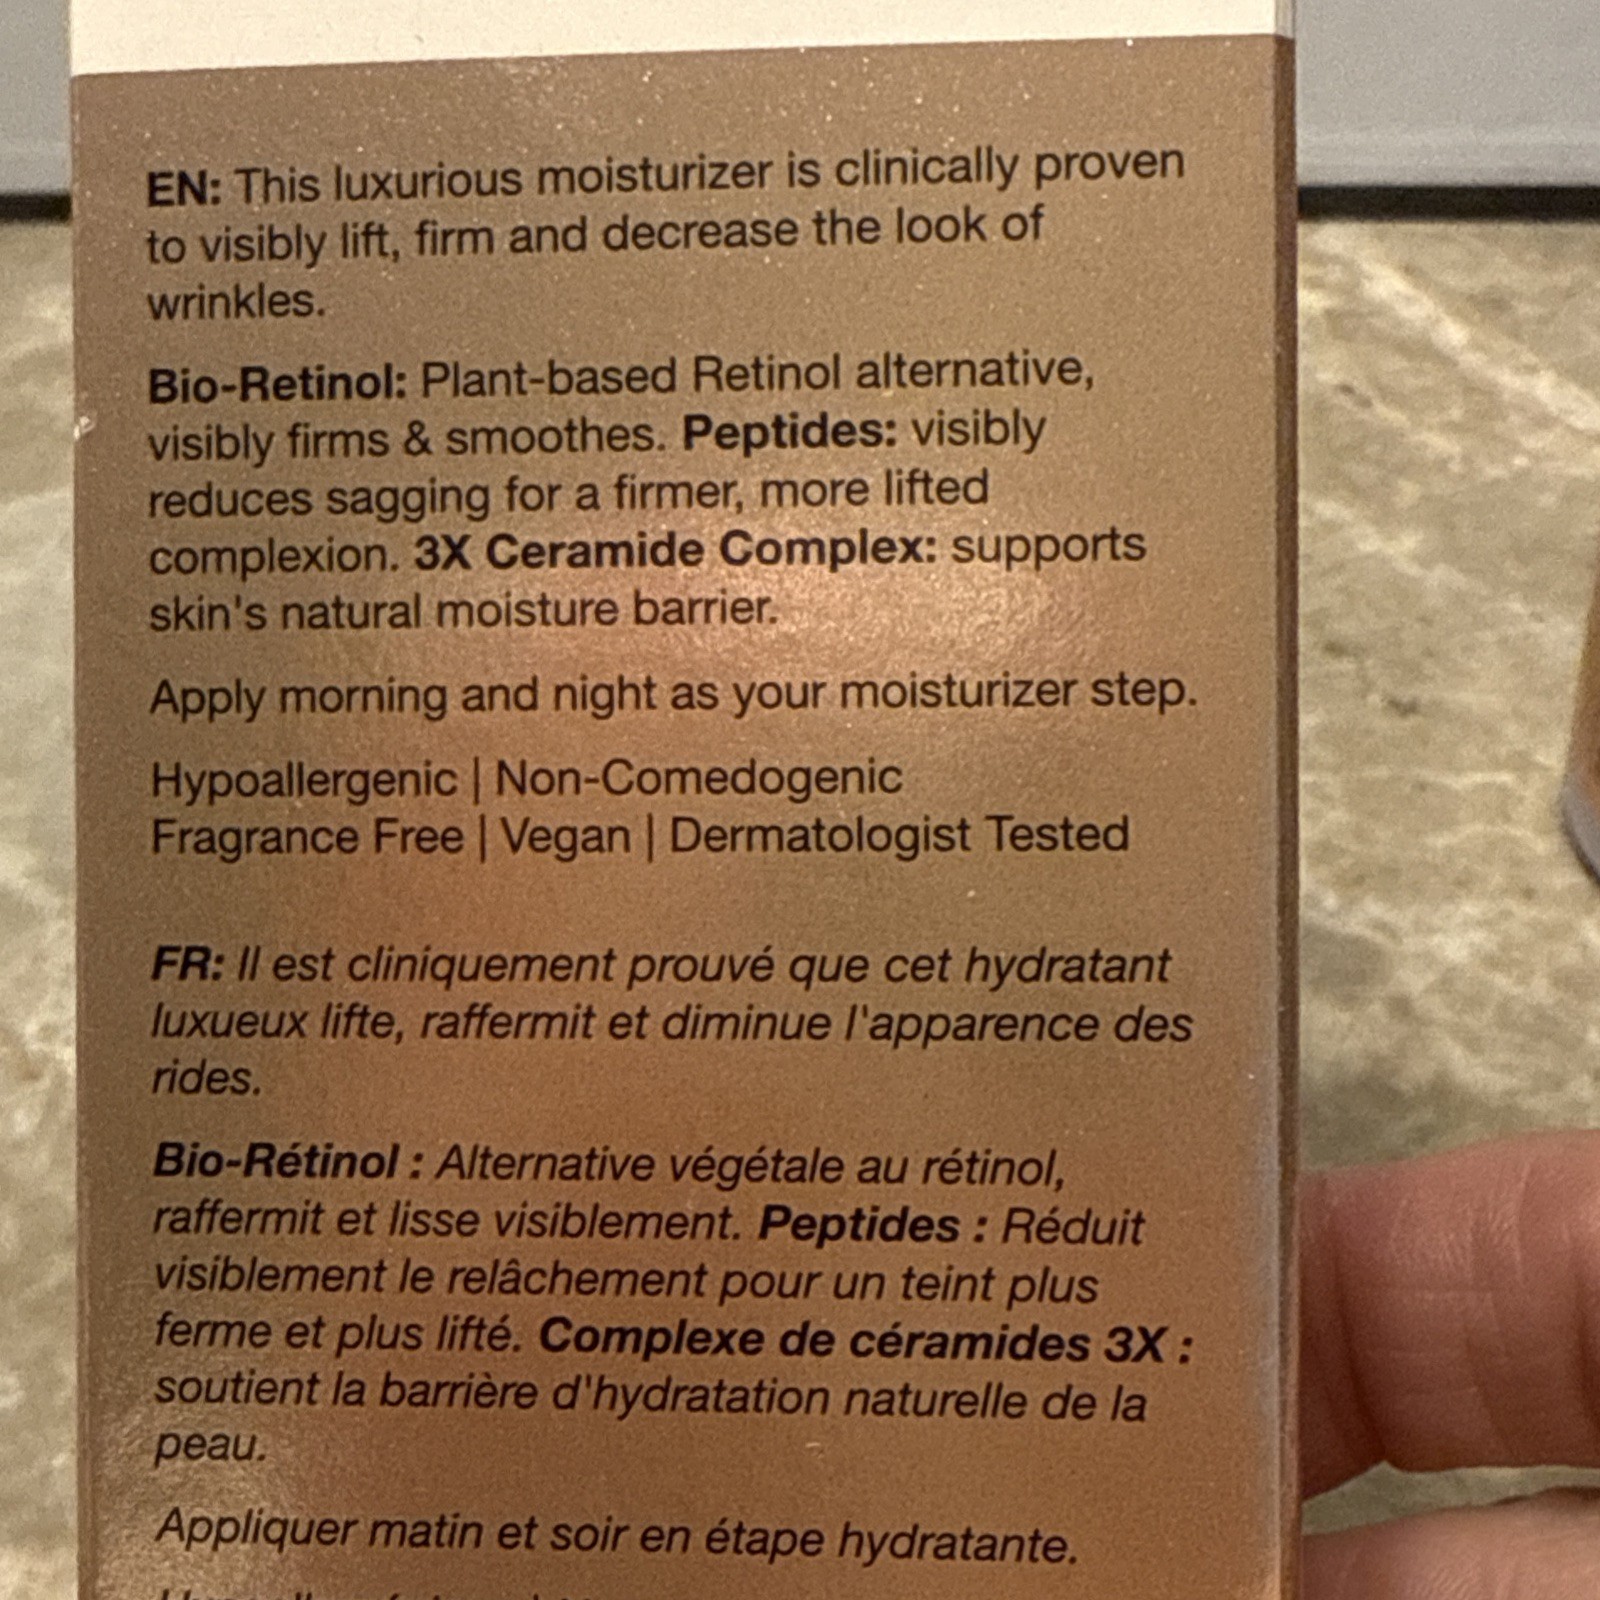 EN: This luxurious moisturizer is clinically proven
to visibly lift, firm and decrease the look of
wrinkles.
Bio-Retinol: Plant-based Retinol alternative,
visibly firms & smoothes. Peptides: visibly
reduces sagging for a firmer, more lifted
complexion. 3X Ceramide Complex: supports
skin's natural moisture barrier.
Apply morning and night as your moisturizer step.
Hypoallergenic | Non-Comedogenic
Fragrance Free | Vegan | Dermatologist Tested
FR: Il est cliniquement prouvé que cet hydratant
luxueux lifte, raffermit et diminue l'apparence des
rides.
Bio-Rétinol : Alternative végétale au rétinol,
raffermit et lisse visiblement. Peptides : Réduit
visiblement le relâchement pour un teint plus
ferme et plus lifté. Complexe de céramides 3X :
soutient la barrière d'hydratation naturelle de la
peau.
Appliquer matin et soir en étape hydratante.